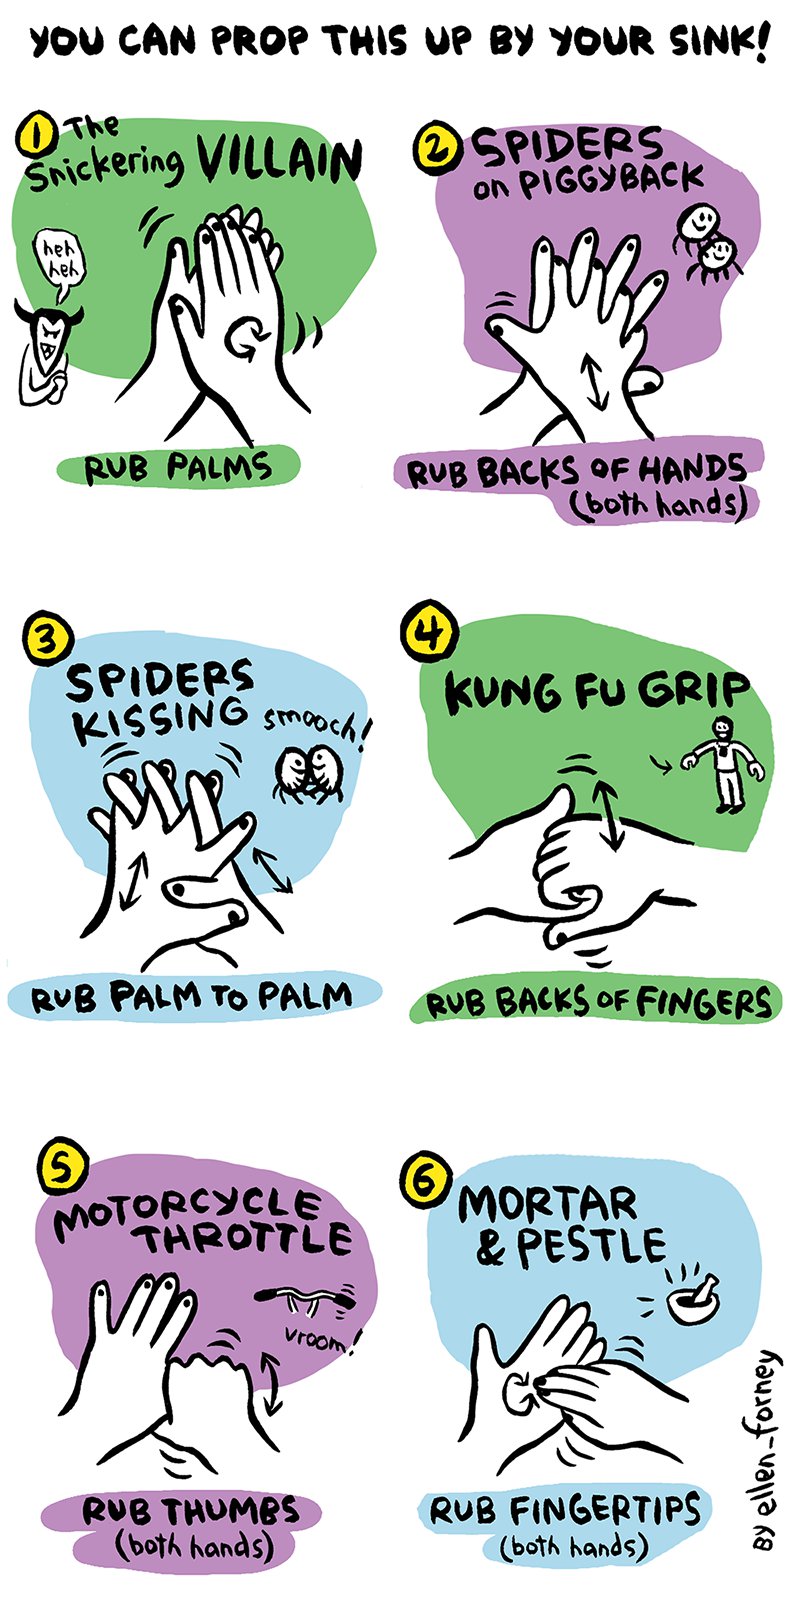 YOU CAN PROP THIS UP BY YOUR SINK!
1 The
Snickering VILLAIN
heh
heh
RUB PALMS
2 SPIDERS
on PIGGYBACK
RUB BACKS OF HANDS
(both hands)
3
SPIDERS
KISSING smooch!
RUB PALM TO PALM
4
KUNG FU GRIP
RUB BACKS OF FINGERS
5
MOTORCYCLE
THROTTLE
vroom!
RUB THUMBS
(both hands)
6 MORTAR
& PESTLE
RUB FINGERTIPS
(both hands)
BY ellen_forney